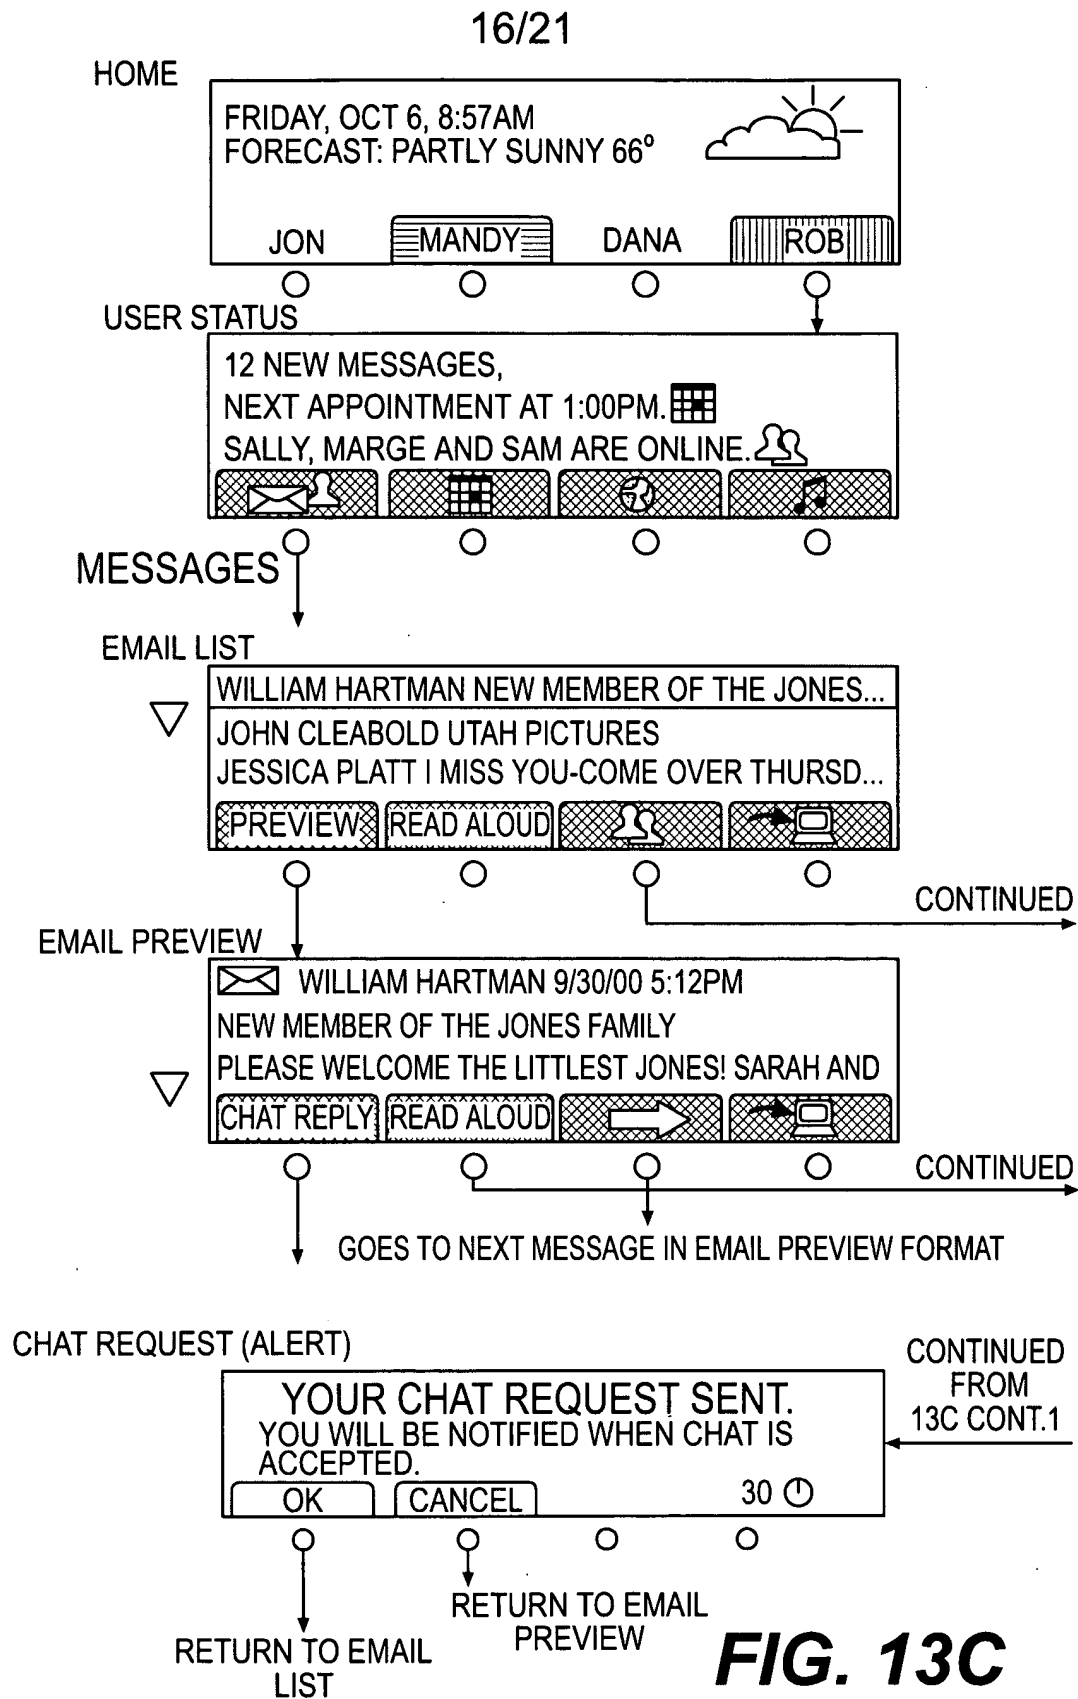 16/21
HOME
FRIDAY, OCT 6, 8:57AM
FORECAST: PARTLY SUNNY 66°
JON MANDY DANA ROB
USER STATUS
12 NEW MESSAGES,
NEXT APPOINTMENT AT 1:00PM.
SALLY, MARGE AND SAM ARE ONLINE.
MESSAGES
EMAIL LIST
WILLIAM HARTMAN NEW MEMBER OF THE JONES...
JOHN CLEABOLD UTAH PICTURES
JESSICA PLATT I MISS YOU-COME OVER THURSD...
PREVIEW READ ALOUD
CONTINUED
EMAIL PREVIEW
WILLIAM HARTMAN 9/30/00 5:12PM
NEW MEMBER OF THE JONES FAMILY
PLEASE WELCOME THE LITTLEST JONES! SARAH AND
CHAT REPLY READ ALOUD
CONTINUED
GOES TO NEXT MESSAGE IN EMAIL PREVIEW FORMAT
CHAT REQUEST (ALERT)
CONTINUED
FROM
13C CONT.1
YOUR CHAT REQUEST SENT.
YOU WILL BE NOTIFIED WHEN CHAT IS
ACCEPTED.
OK CANCEL 30
RETURN TO EMAIL
PREVIEW
RETURN TO EMAIL
LIST
FIG. 13C